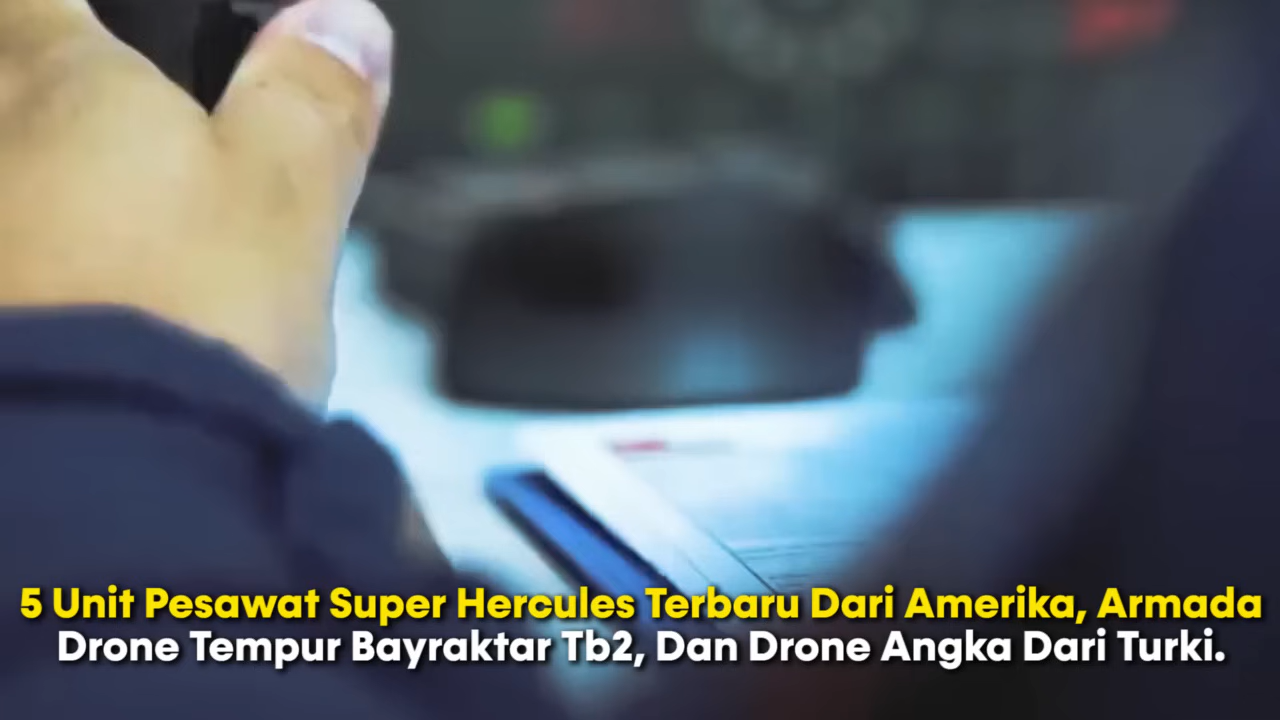 5 Unit Pesawat Super Hercules Terbaru Dari Amerika, Armada
Drone Tempur Bayraktar Tb2, Dan Drone Angka Dari Turki.